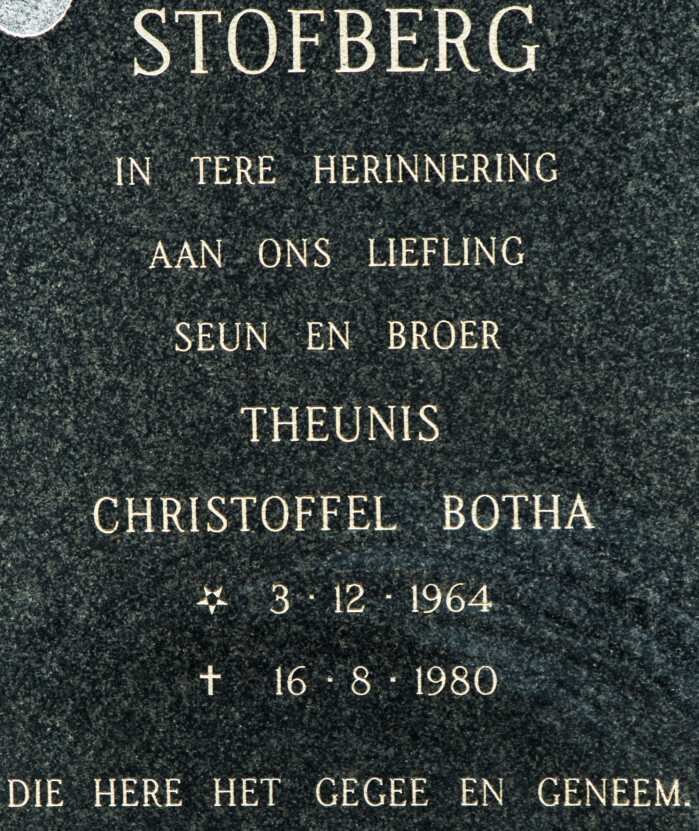 STOFBERG
IN TERE HERINNERING
AAN ONS LIEFLING
SEUN EN BROER
THEUNIS
CHRISTOFFEL BOTHA
☆ 3 · 12 · 1964
✝ 16 · 8 · 1980
DIE HERE HET GEGEE EN GENEEM.